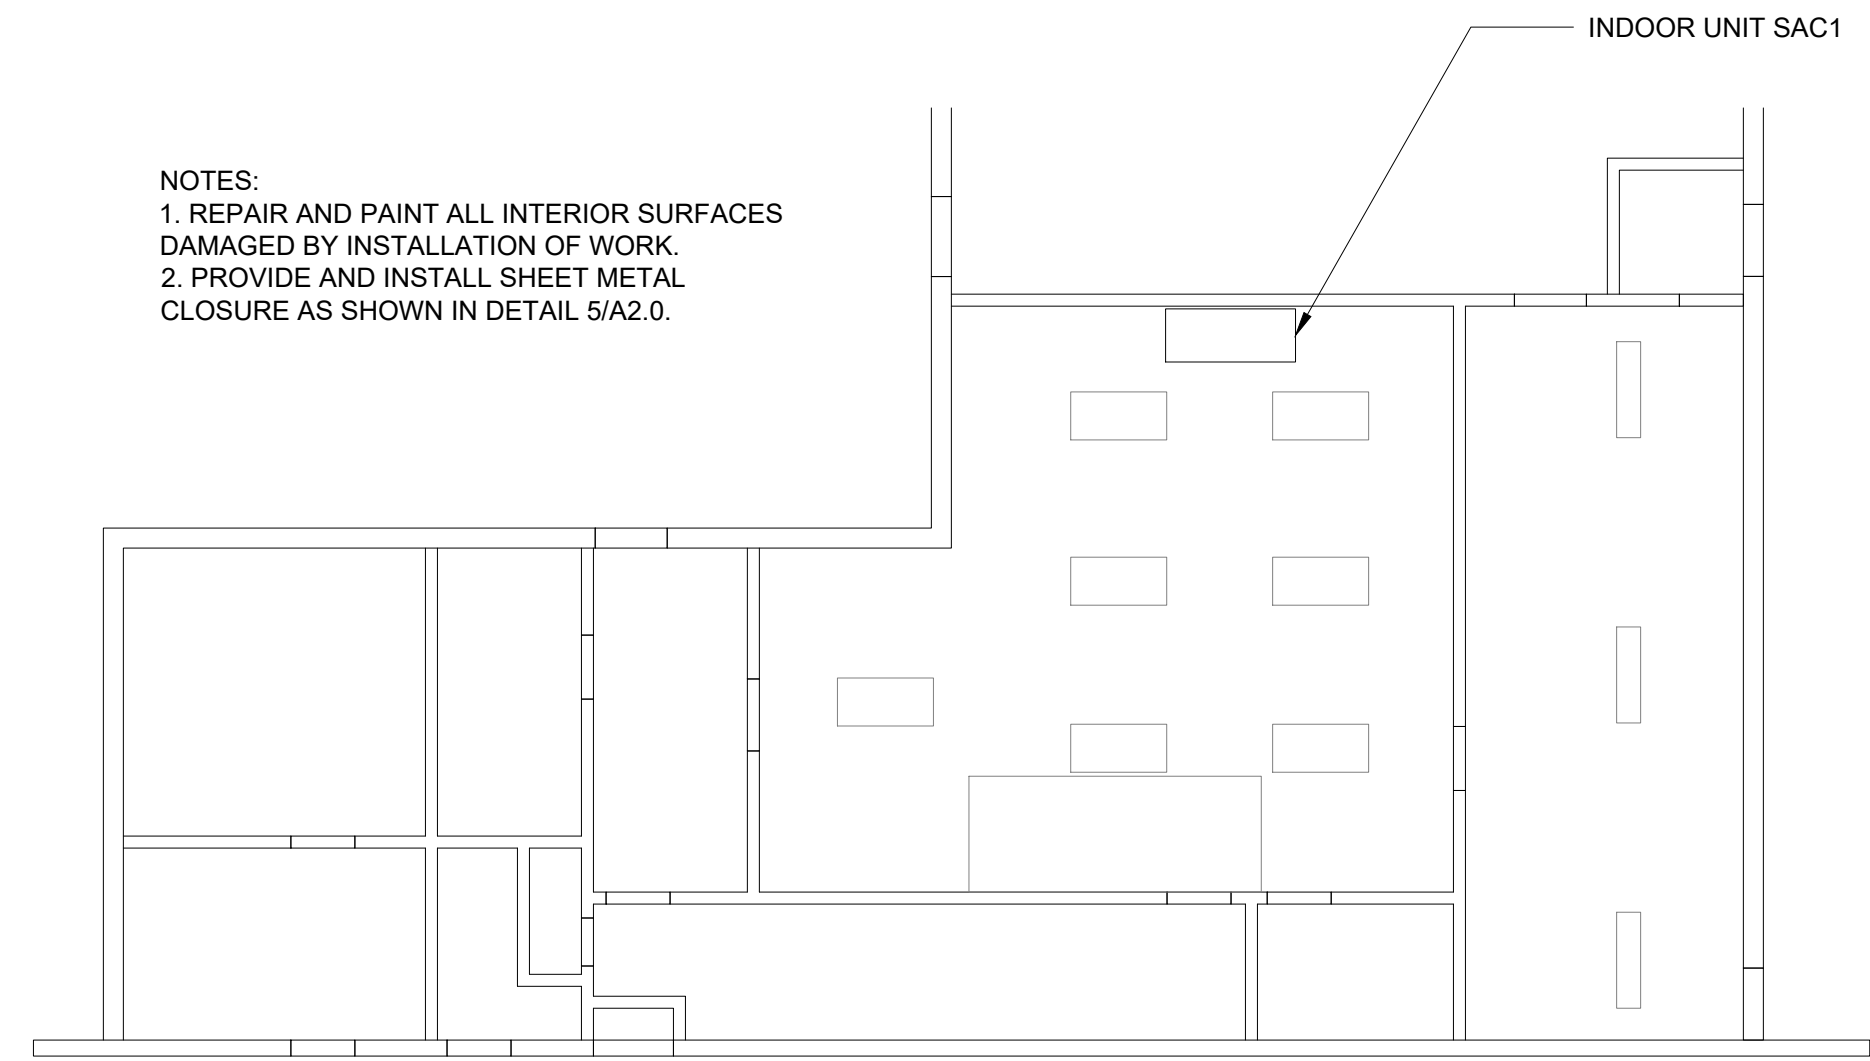 INDOOR UNIT SAC1
NOTES:
1. REPAIR AND PAINT ALL INTERIOR SURFACES
DAMAGED BY INSTALLATION OF WORK.
2. PROVIDE AND INSTALL SHEET METAL
CLOSURE AS SHOWN IN DETAIL 5/A2.0.